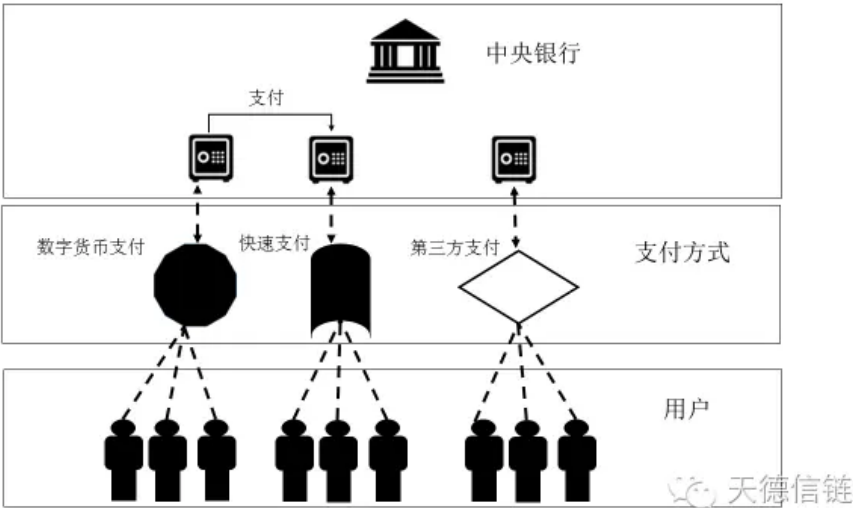 中央银行
支付
数字货币支付
快速支付
第三方支付
支付方式
用户
天德信链